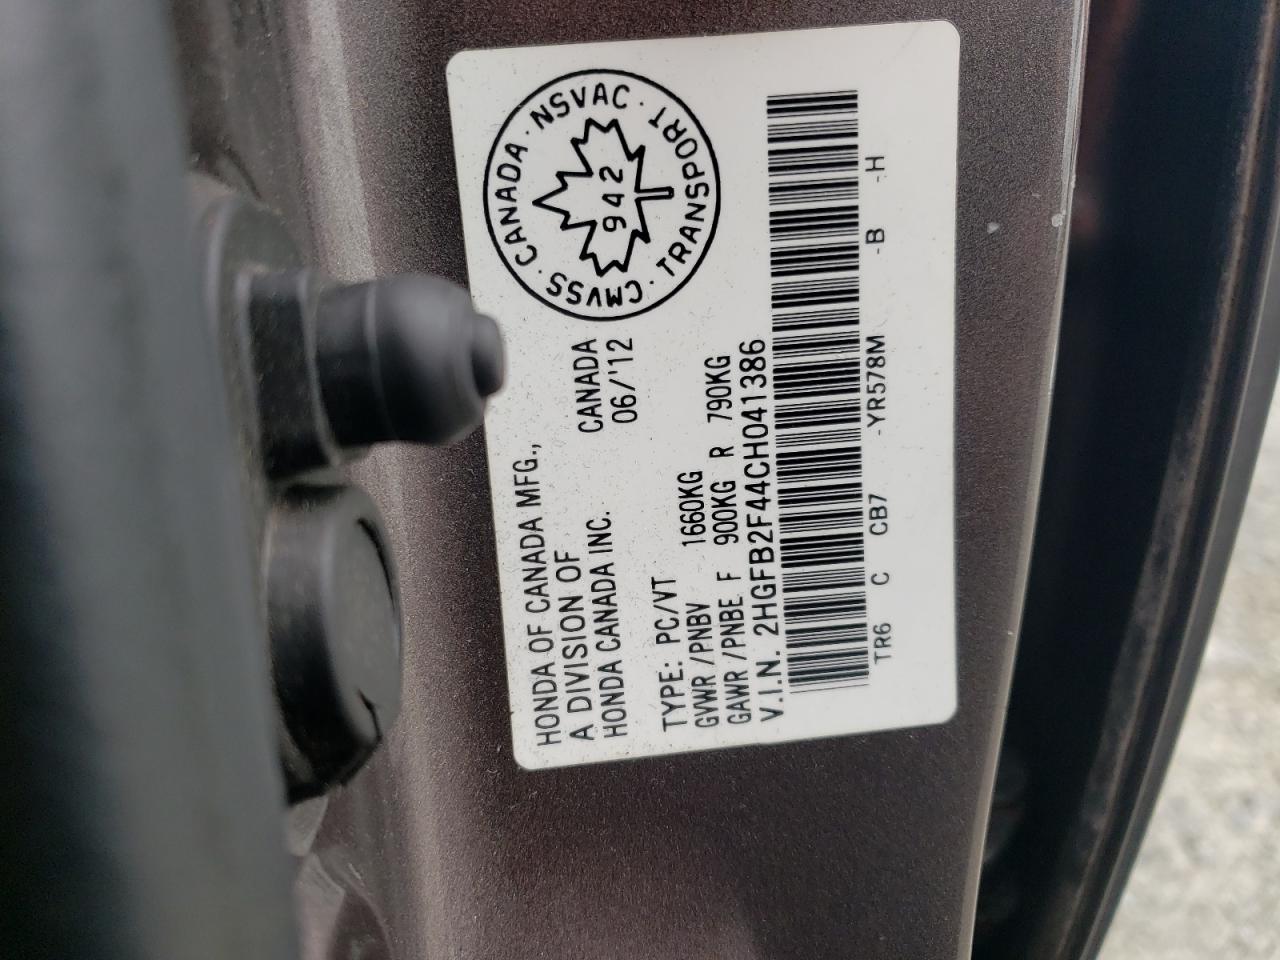 HONDA OF CANADA MFG.,
A DIVISION OF CANADA
HONDA CANADA INC. 06/'12
CMVSS · CANADA · NSVAC · TRANSPORT ·
942
TYPE: PC/VT
GVWR /PNBV 1660KG
GAWR /PNBE F 900KG R 790KG
V.I.N. 2HGFB2F44CH041386
TR6 C CB7 -YR578M -B -H